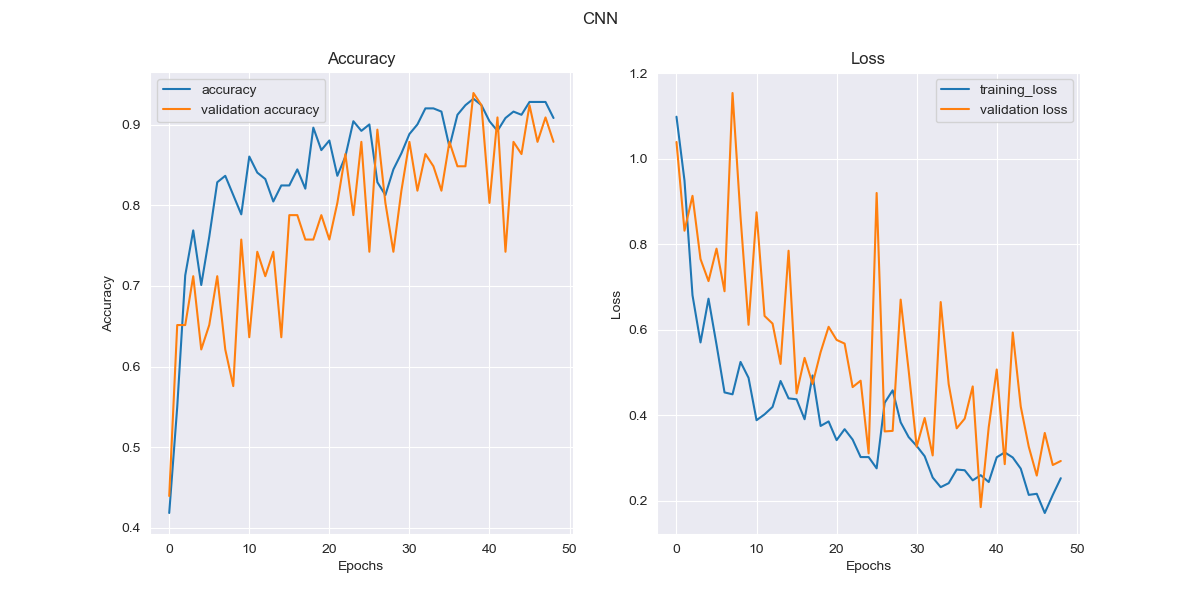 CNN
Accuracy
accuracy
validation accuracy
Accuracy
0.9
0.8
0.7
0.6
0.5
0.4
0
10
20
30
40
50
Epochs
Loss
training_loss
validation loss
Loss
1.2
1.0
0.8
0.6
0.4
0.2
0
10
20
30
40
50
Epochs